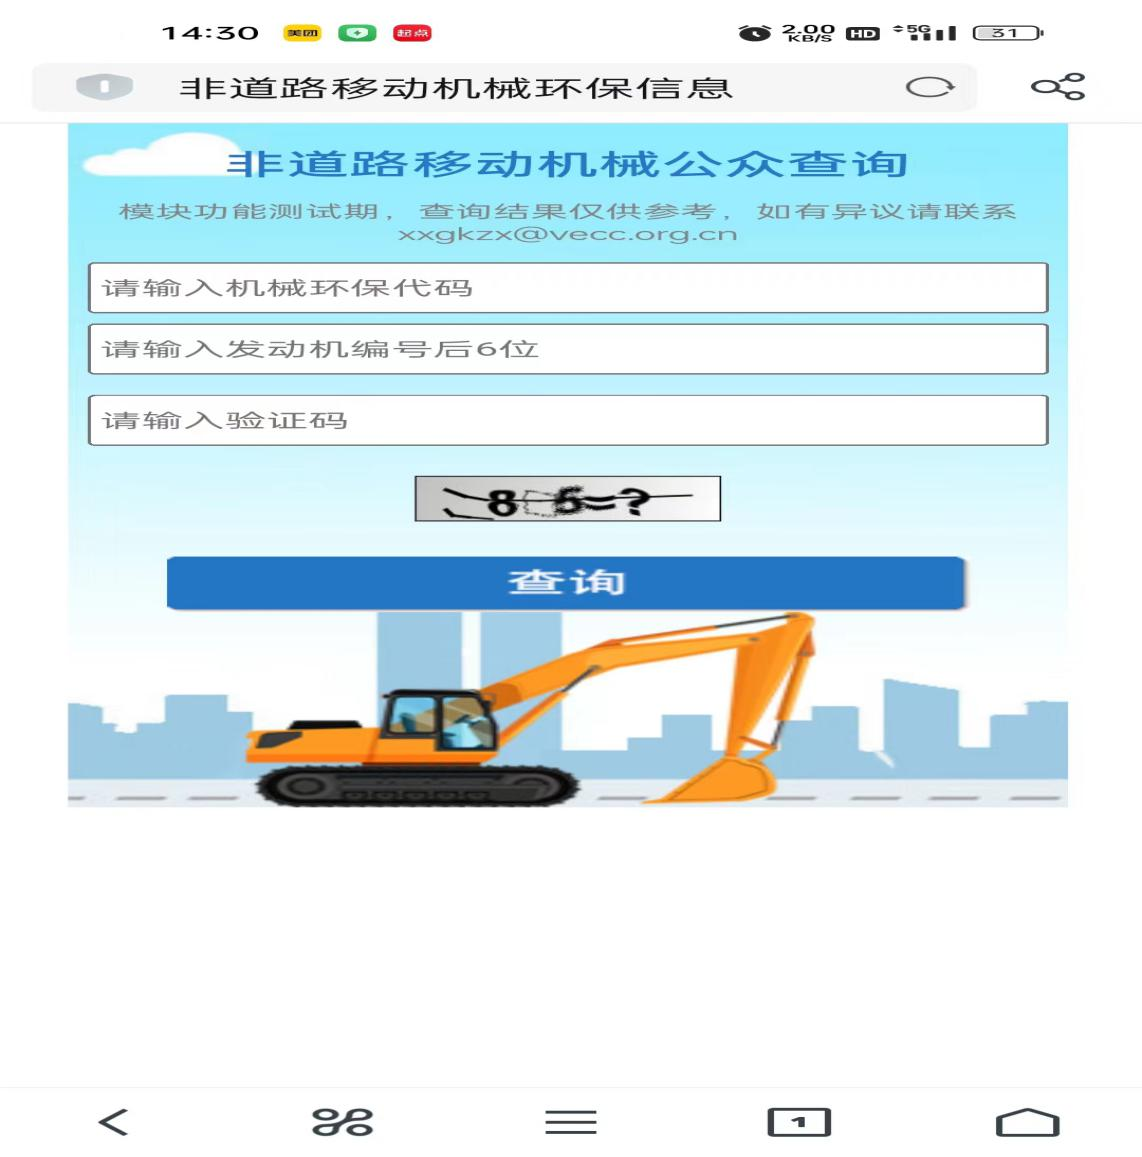 14:30 美团 起点 2.00 KB/S HD 5G 31
非道路移动机械环保信息
非道路移动机械公众查询
模块功能测试期，查询结果仅供参考，如有异议请联系
xxgkzx@vecc.org.cn
请输入机械环保代码
请输入发动机编号后6位
请输入验证码
查询
1